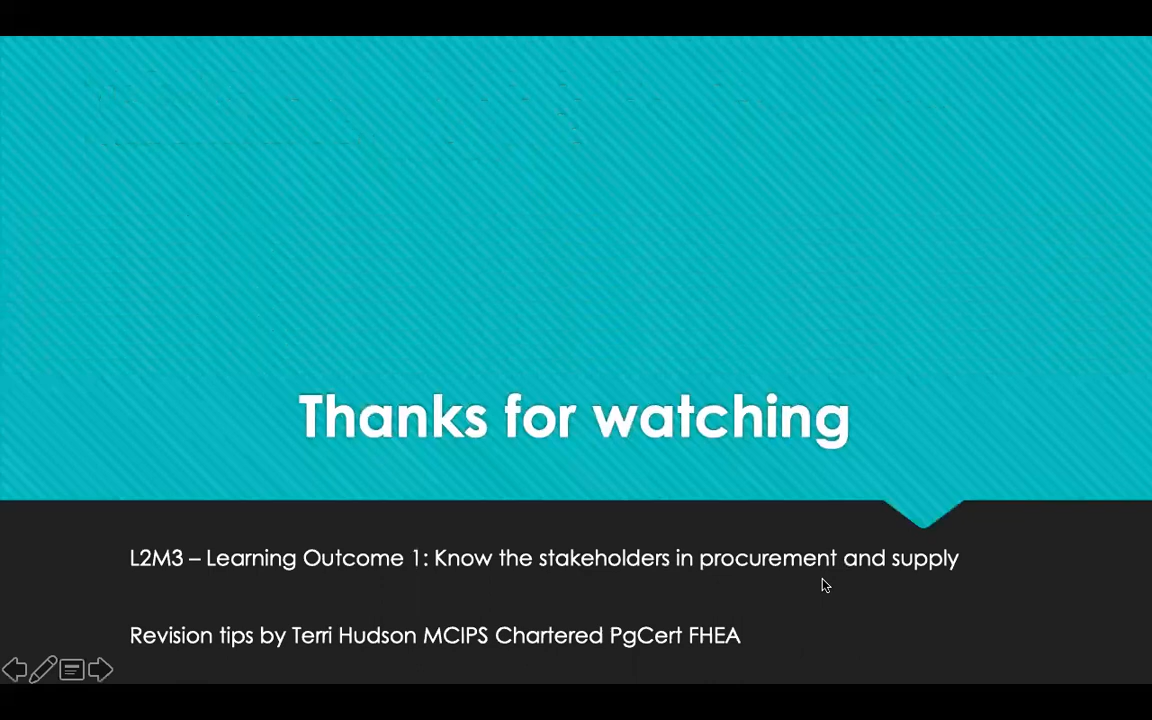 Thanks for watching
L2M3 – Learning Outcome 1: Know the stakeholders in procurement and supply
Revision tips by Terri Hudson MCIPS Chartered PgCert FHEA